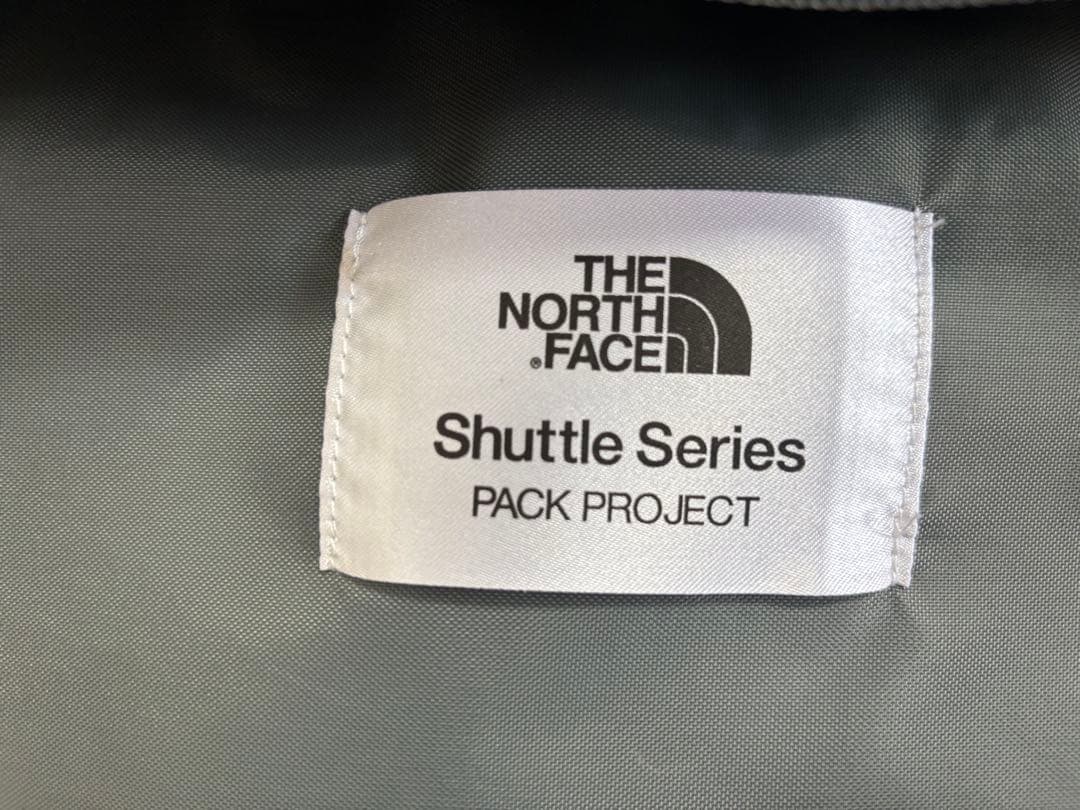 THE
NORTH
®FACE
Shuttle Series
PACK PROJECT